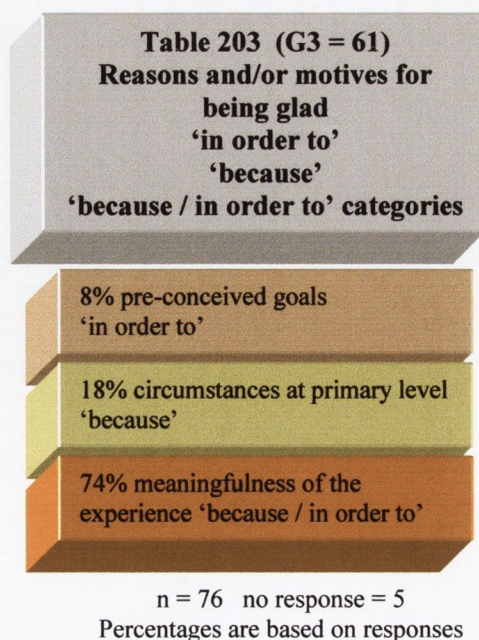 Table 203 (G3 = 61)
Reasons and/or motives for
being glad
‘in order to’
‘because’
‘because / in order to’ categories
8% pre-conceived goals
‘in order to’
18% circumstances at primary level
‘because’
74% meaningfulness of the
experience ‘because / in order to’
n = 76 no response = 5
Percentages are based on responses